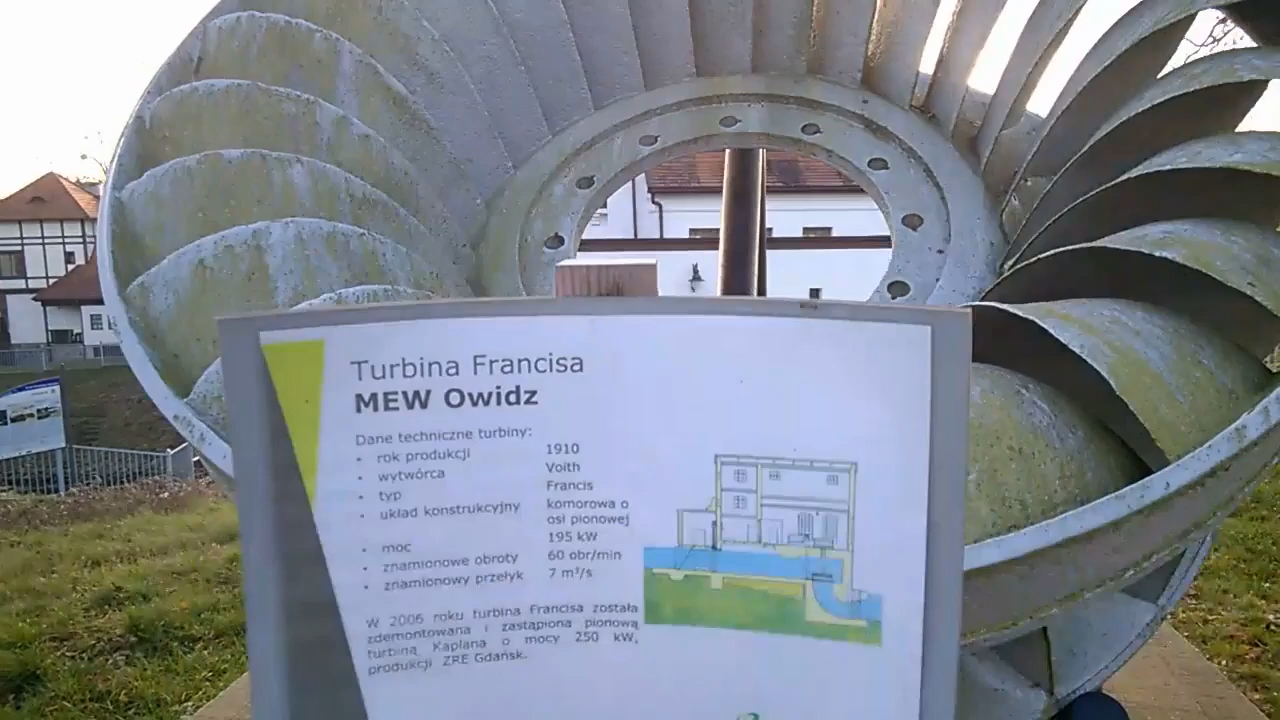 Turbina Francisa
MEW Owidz
Dane techniczne turbiny:
• rok produkcji 1910
• wytwórca Voith
• typ Francis
• układ konstrukcyjny komorowa o
osi pionowej
• moc 195 kW
• znamionowe obroty 60 obr/min
• znamionowy przełyk 7 m³/s
W 2006 roku turbina Francisa została
zdemontowana i zastąpiona pionową
turbiną Kaplana o mocy 250 kW,
produkcji ZRE Gdańsk.